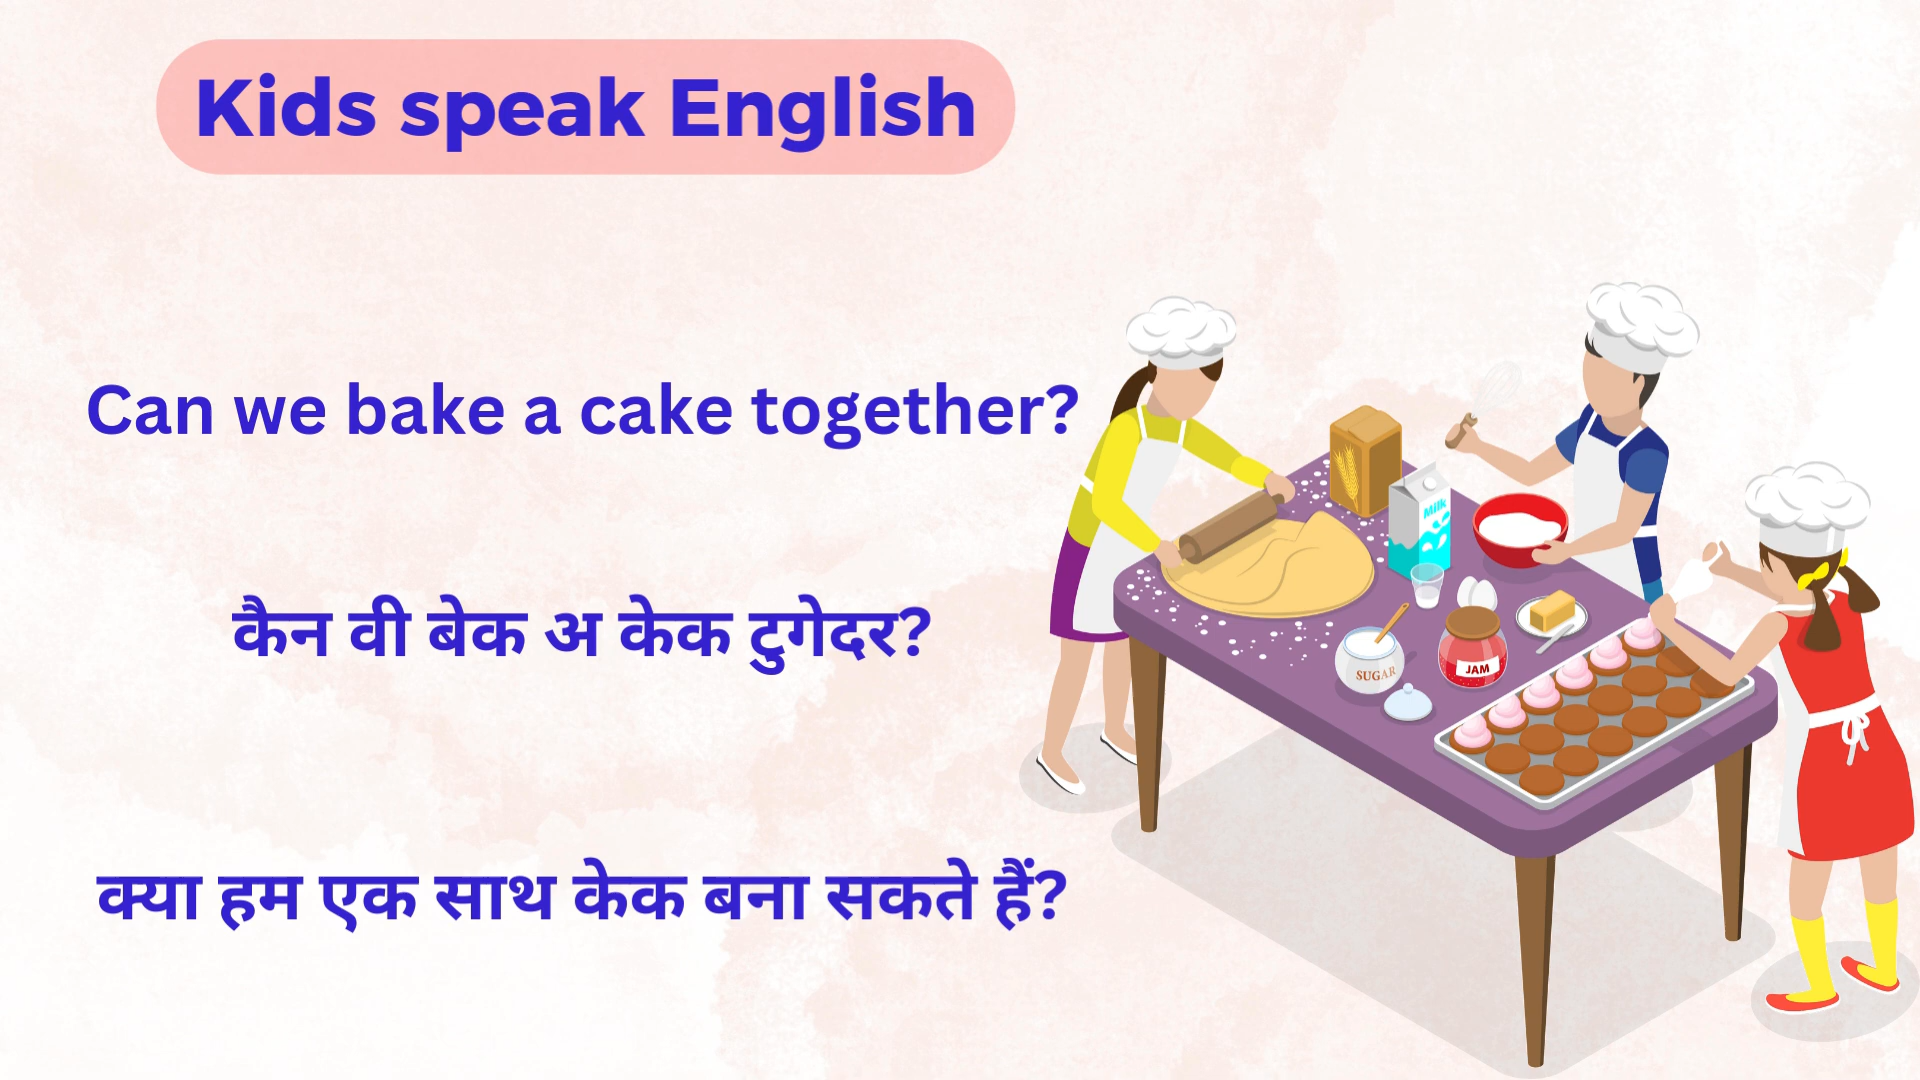 Kids speak English
Can we bake a cake together?
कैन वी बेक अ केक टुगेदर?
क्या हम एक साथ केक बना सकते हैं?
Milk
SUGAR
JAM